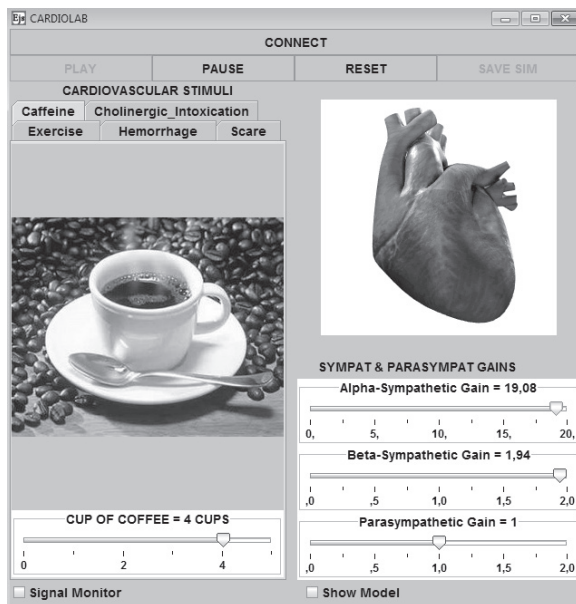 Ejs CARDIOLAB
CONNECT
PLAY PAUSE RESET SAVE SIM
CARDIOVASCULAR STIMULI
Caffeine Cholinergic_Intoxication
Exercise Hemorrhage Scare
CUP OF COFFEE = 4 CUPS
0 2 4
Signal Monitor
SYMPAT & PARASYMPAT GAINS
Alpha-Sympathetic Gain = 19,08
0, 5, 10, 15, 20,
Beta-Sympathetic Gain = 1,94
,0 ,5 1,0 1,5 2,0
Parasympathetic Gain = 1
,0 ,5 1,0 1,5 2,0
Show Model